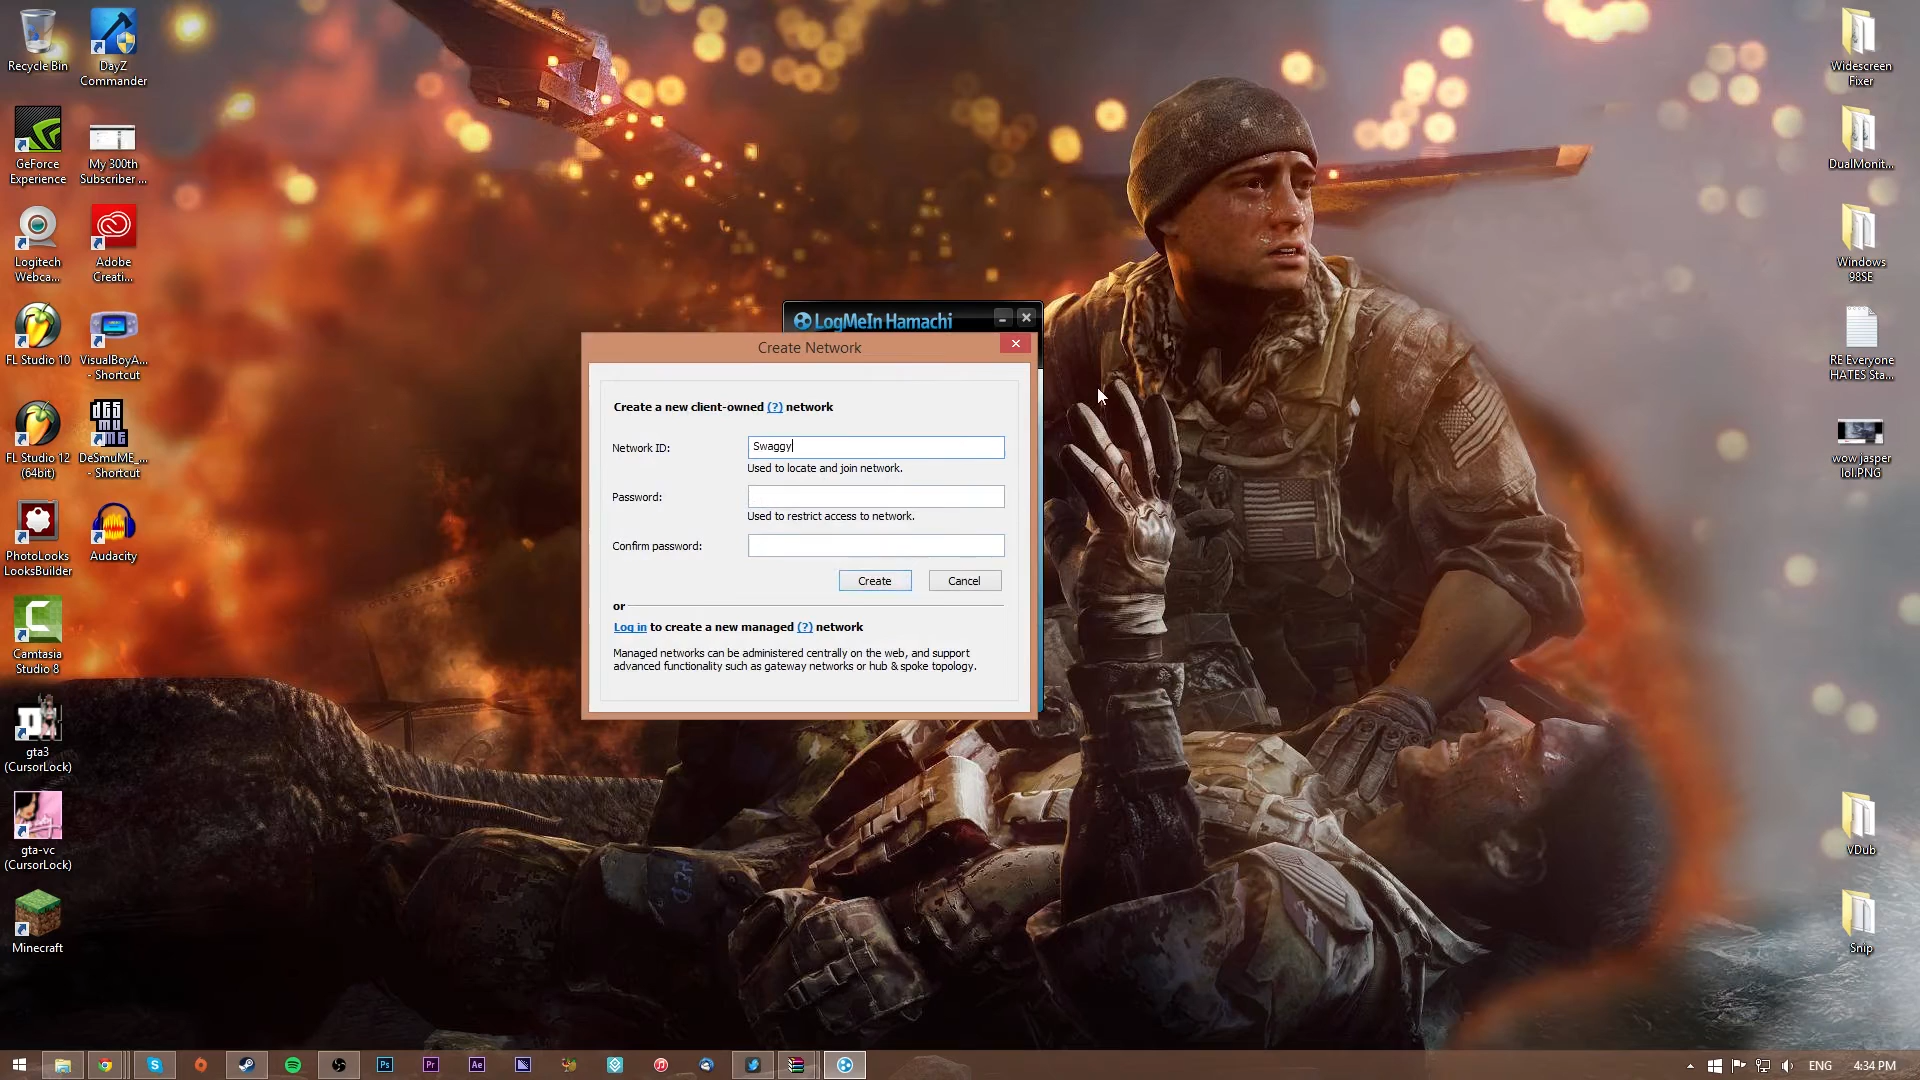 Recycle Bin
DayZ
Commander
GeForce
Experience
My 300th
Subscriber ...
Logitech
Webca...
Adobe
Creati...
FL Studio 10
VisualBoyA...
- Shortcut
FL Studio 12
(64bit)
DeSmuME_...
- Shortcut
PhotoLooks
LooksBuilder
Audacity
Camtasia
Studio 8
gta3
(CursorLock)
gta-vc
(CursorLock)
Minecraft
LogMeIn Hamachi
Create Network
Create a new client-owned (?) network
Network ID:
Swaggy
Used to locate and join network.
Password:
Used to restrict access to network.
Confirm password:
Create
Cancel
or
Log in to create a new managed (?) network
Managed networks can be administered centrally on the web, and support
advanced functionality such as gateway networks or hub & spoke topology.
Widescreen
Fixer
DualMonit...
Windows
98SE
RE Everyone
HATES Sta...
wow jasper
lol.PNG
VDub
Snip
Ps
Pr
Ae
ENG
4:34 PM